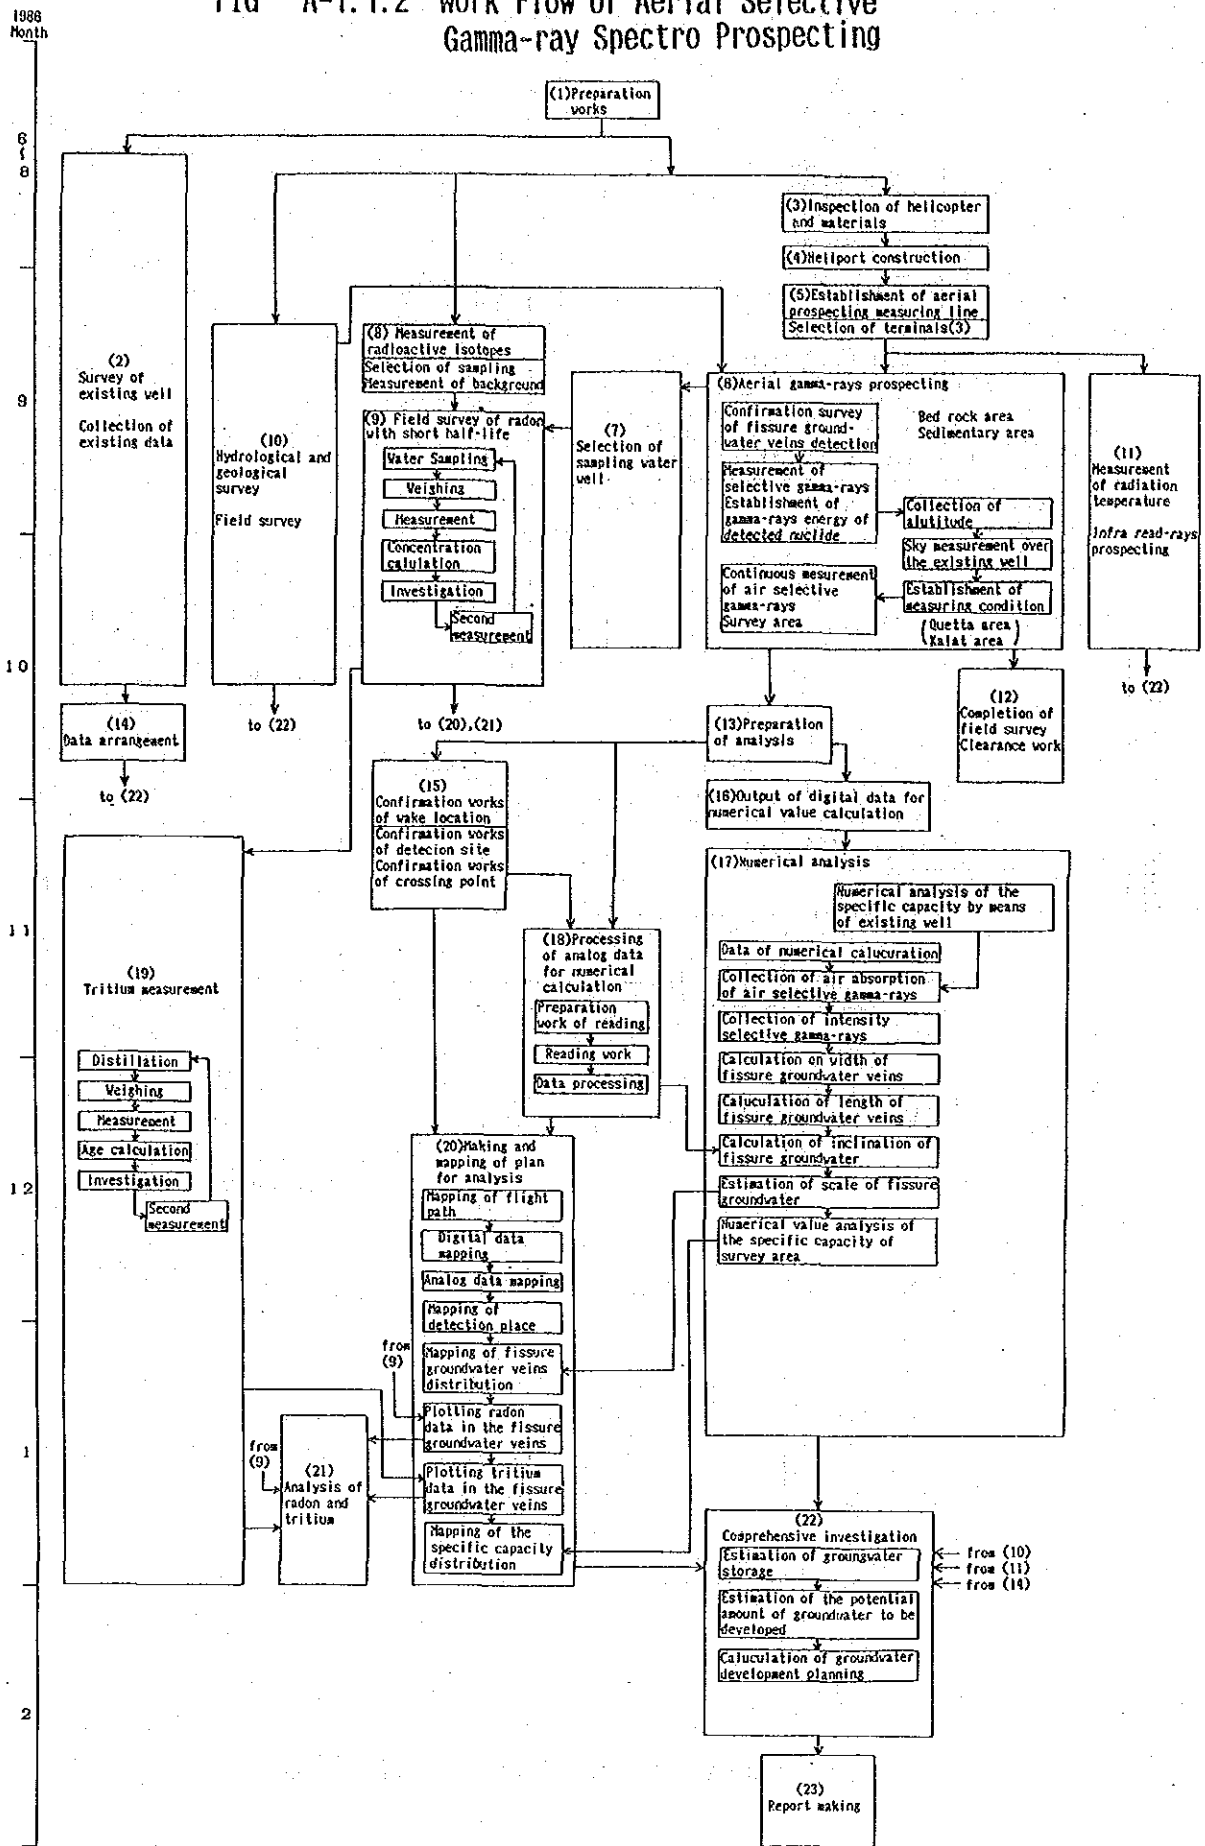 Fig A-1.1.2 Work Flow of Aerial Selective
Gamma-ray Spectro Prospecting
1986
Month
6
8
9
10
11
12
1
2
(1)Preparation
works
(2)
Survey of
existing well
Collection of
existing data
(3)Inspection of helicopter
and materials
(4)Heliport construction
(5)Establishment of aerial
prospecting measuring line
Selection of terminals(3)
(8) Measurement of
radioactive isotopes
Selection of sampling
Measurement of background
(9) Field survey of radon
with short half-life
Water Sampling
Weighing
Measurement
Concentration
calulation
Investigation
Second
measurement
(10)
Hydrological and
geological
survey
Field survey
(7)
Selection of
sampling water
well
(6)Aerial gamma-rays prospecting
Confirmation survey
of fissure ground-
water veins detection
Bed rock area
Sedimentary area
Measurement of
selective gamma-rays
Establishment of
gamma-rays energy of
detected nuclide
Collection of
alutitude
Sky measurement over
the existing well
Establishment of
measuring condition
(Quetta area)
(Kalat area)
Continuous mesurement
of air selective
gamma-rays
Survey area
(11)
Measurement
of radiation
temperature
Infra read-rays
prospecting
to (22)
(12)
Completion of
field survey
Clearance work
(14)
Data arrangement
to (22)
to (22)
to (20),(21)
(13)Preparation
of analysis
(15)
Confirmation works
of wake location
Confirmation works
of detecion site
Confirmation works
of crossing point
(16)Output of digital data for
numerical value calculation
(17)Numerical analysis
Numerical analysis of the
specific capacity by means
of existing well
Data of numerical calucuration
Collection of air absorption
of air selective gamma-rays
Collection of intensity
selective gamma-rays
Calculation on width of
fissure groundwater veins
Caluculation of length of
fissure groundwater veins
Calculation of inclination of
fissure groundwater
Estimation of scale of fissure
groundwater
Numerical value analysis of
the specific capacity of
survey area
(18)Processing
of analog data
for numerical
calculation
Preparation
work of reading
Reading work
Data processing
(19)
Tritium measurement
Distillation
Weighing
Measurement
Age calculation
Investigation
Second
measurement
(20)Making and
mapping of plan
for analysis
Mapping of flight
path
Digital data
mapping
Analog data mapping
Mapping of
detection place
Mapping of fissure
groundwater veins
distribution
from
(9)
Plotting radon
data in the fissure
groundwater veins
Plotting tritium
data in the fissure
groundwater veins
Mapping of the
specific capacity
distribution
from
(9)
(21)
Analysis of
radon and
tritium
(22)
Comprehensive investigation
Estimation of groungwater
storage
Estimation of the potential
amount of groundwater to be
developed
Caluculation of groundwater
development planning
from (10)
from (11)
from (14)
(23)
Report making